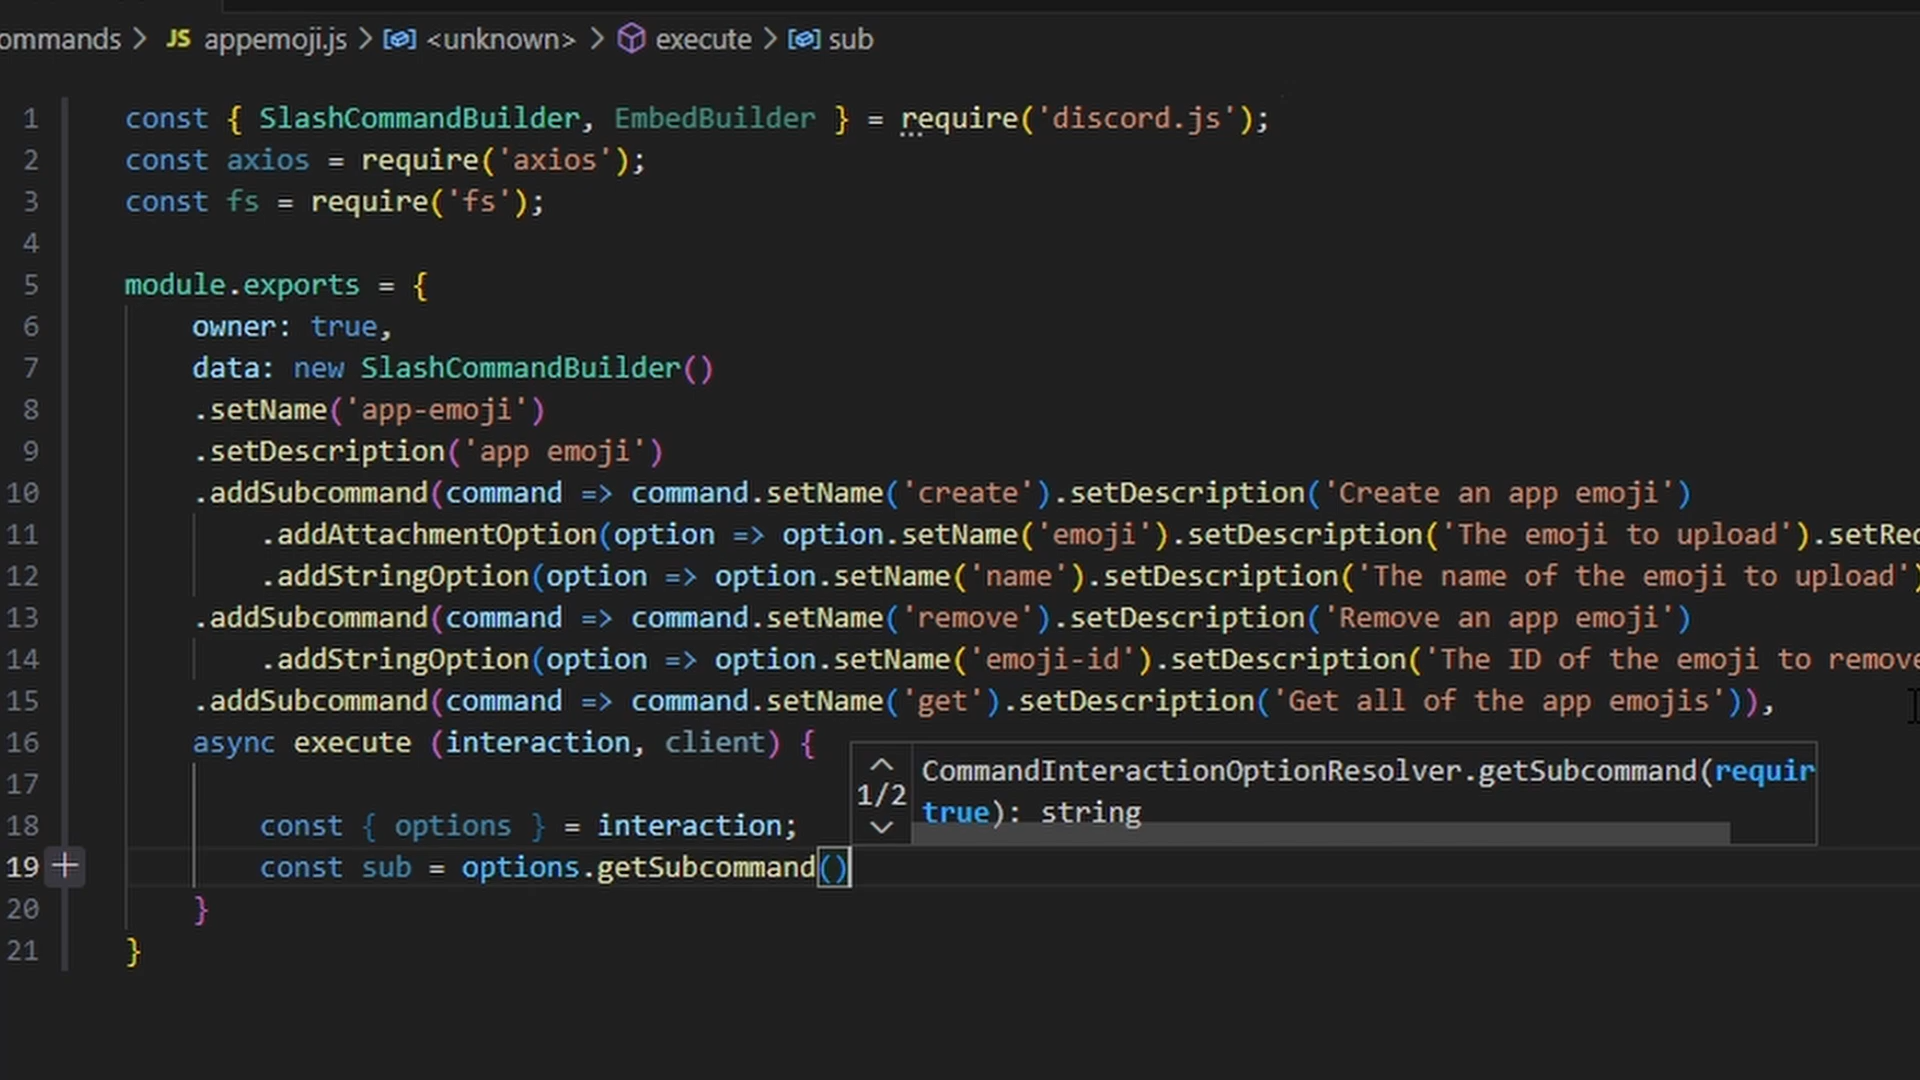 ommands > JS appemoji.js > <unknown> > execute > sub
1 const { SlashCommandBuilder, EmbedBuilder } = require('discord.js');
2 const axios = require('axios');
3 const fs = require('fs');
4
5 module.exports = {
6 owner: true,
7 data: new SlashCommandBuilder()
8 .setName('app-emoji')
9 .setDescription('app emoji')
10 .addSubcommand(command => command.setName('create').setDescription('Create an app emoji')
11 .addAttachmentOption(option => option.setName('emoji').setDescription('The emoji to upload').setRec
12 .addStringOption(option => option.setName('name').setDescription('The name of the emoji to upload')
13 .addSubcommand(command => command.setName('remove').setDescription('Remove an app emoji')
14 .addStringOption(option => option.setName('emoji-id').setDescription('The ID of the emoji to remove
15 .addSubcommand(command => command.setName('get').setDescription('Get all of the app emojis')),
16 async execute (interaction, client) {
17
18 const { options } = interaction;
19 const sub = options.getSubcommand()
20 }
21 }
1/2
CommandInteractionOptionResolver.getSubcommand(requir
true): string